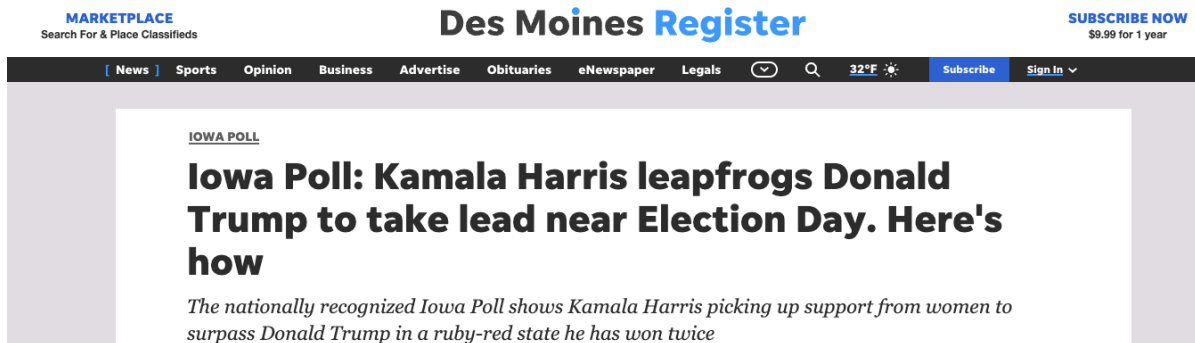 MARKETPLACE
Search For & Place Classifieds
Des Moines Register
SUBSCRIBE NOW
$9.99 for 1 year
[ News ] Sports Opinion Business Advertise Obituaries eNewspaper Legals 32°F Subscribe Sign In
IOWA POLL
Iowa Poll: Kamala Harris leapfrogs Donald
Trump to take lead near Election Day. Here's
how
The nationally recognized Iowa Poll shows Kamala Harris picking up support from women to
surpass Donald Trump in a ruby-red state he has won twice